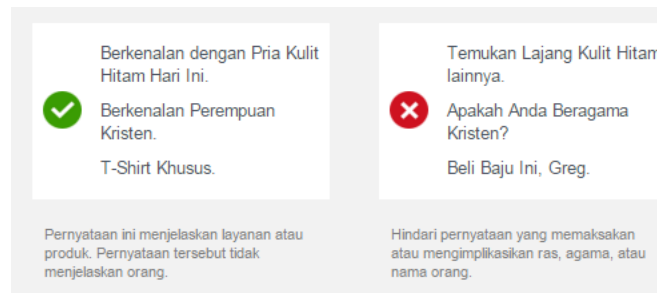 Berkenalan dengan Pria Kulit
Hitam Hari Ini.
Berkenalan Perempuan
Kristen.
T-Shirt Khusus.
Pernyataan ini menjelaskan layanan atau
produk. Pernyataan tersebut tidak
menjelaskan orang.
Temukan Lajang Kulit Hitam
lainnya.
Apakah Anda Beragama
Kristen?
Beli Baju Ini, Greg.
Hindari pernyataan yang memaksakan
atau mengimplikasikan ras, agama, atau
nama orang.